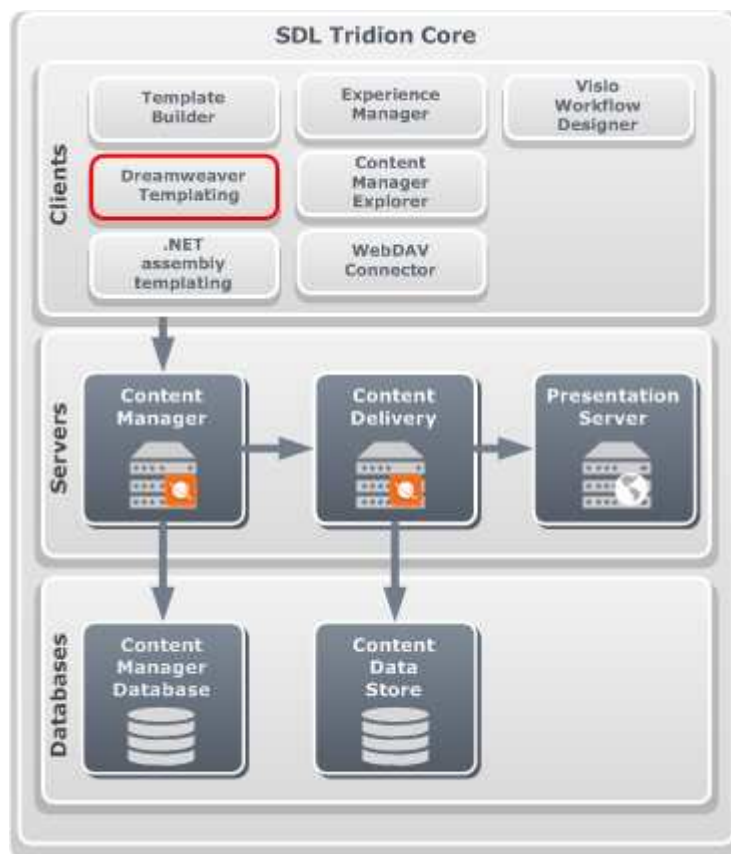 SDL Tridion Core
Clients
Template
Builder
Experience
Manager
Visio
Workflow
Designer
Dreamweaver
Templating
Content
Manager
Explorer
.NET
assembly
templating
WebDAV
Connector
Servers
Content
Manager
Content
Delivery
Presentation
Server
Databases
Content
Manager
Database
Content
Data
Store